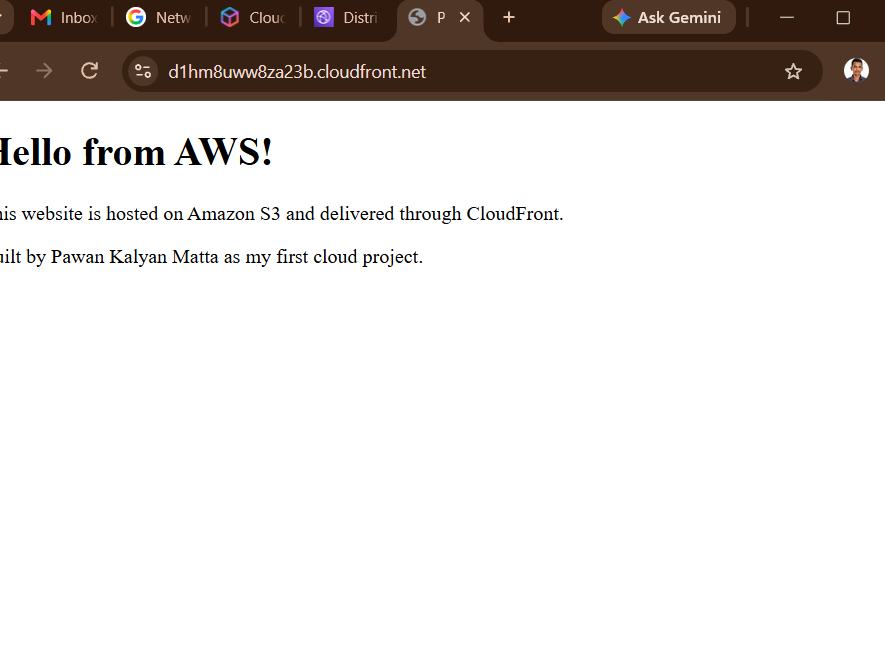 Inbox
Netw
Clouc
Distri
P
Ask Gemini
d1hm8uww8za23b.cloudfront.net
Hello from AWS!
his website is hosted on Amazon S3 and delivered through CloudFront.
uilt by Pawan Kalyan Matta as my first cloud project.